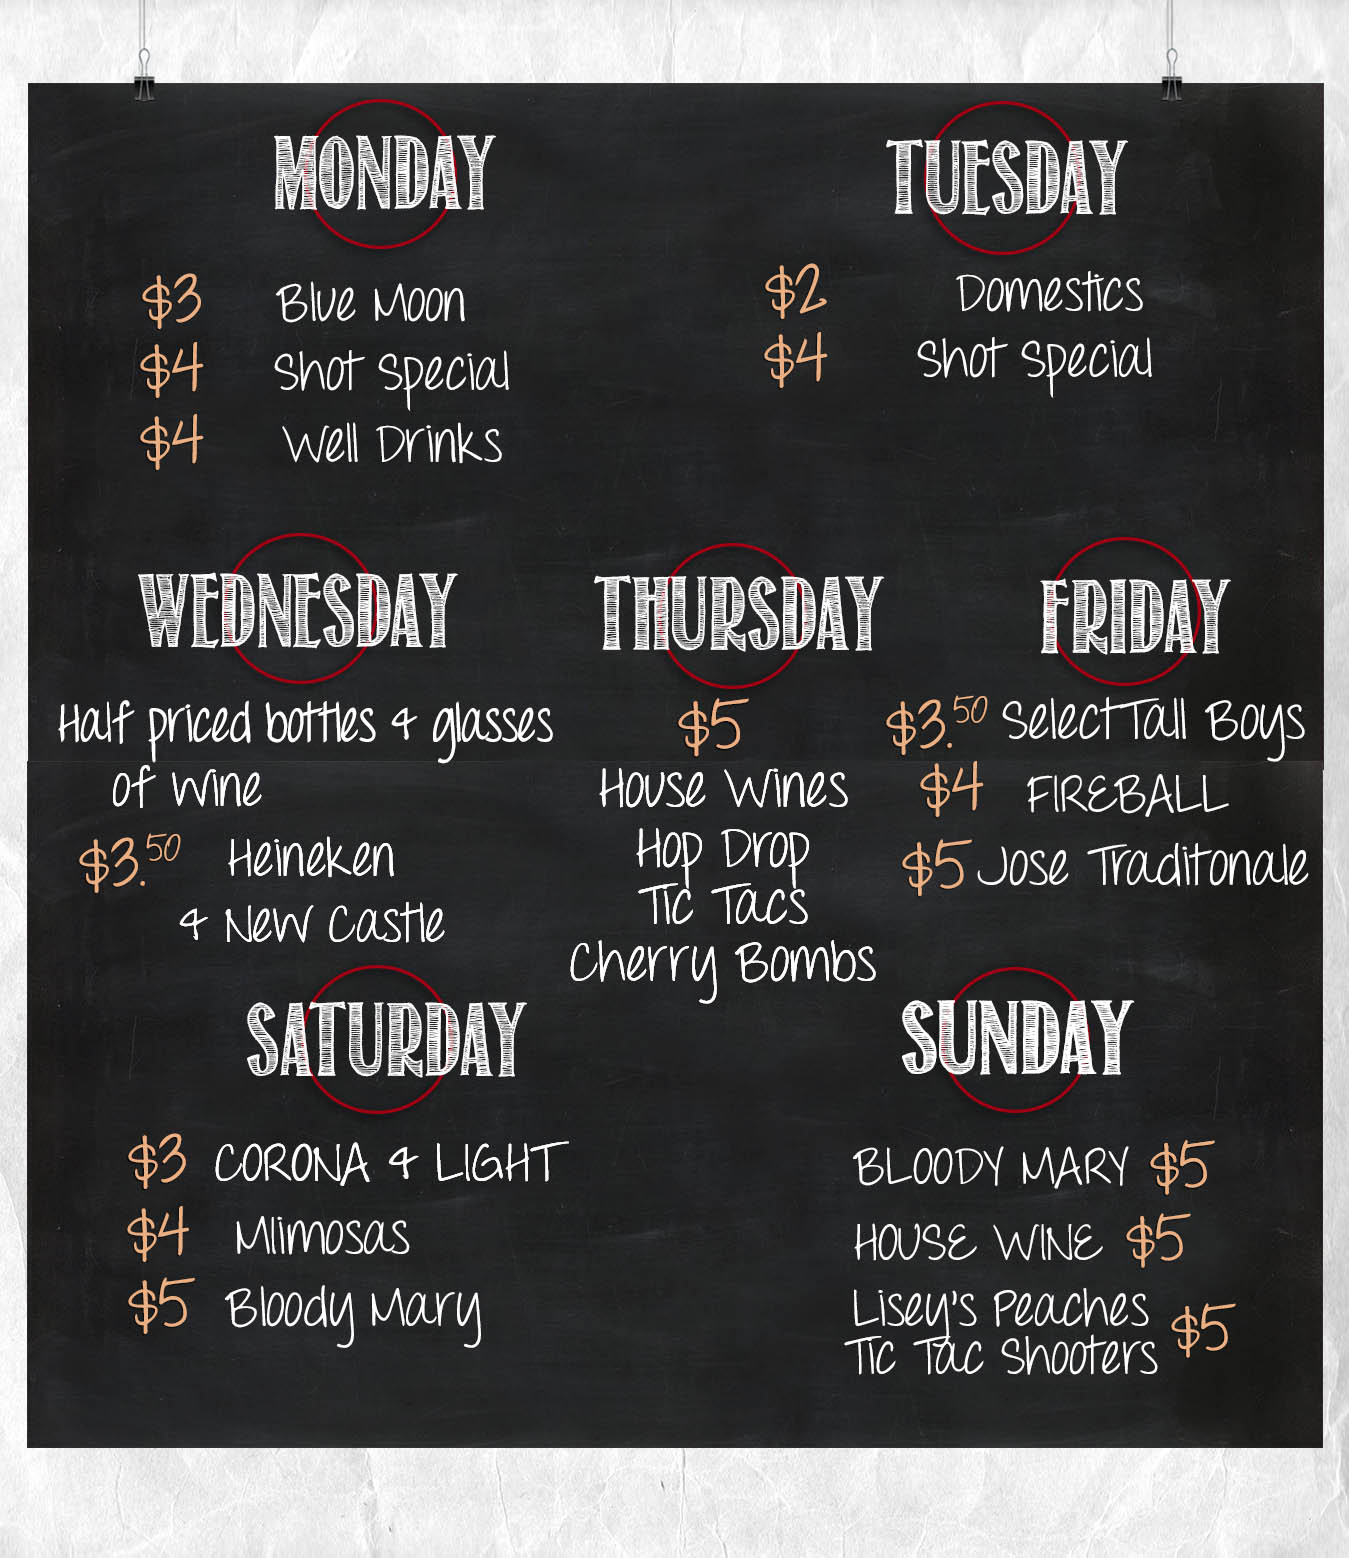 MONDAY
$3 Blue Moon
$4 Shot Special
$4 Well Drinks
TUESDAY
$2 Domestics
$4 Shot Special
WEDNESDAY
Half priced bottles & glasses
of Wine
$3.50 Heineken
& New Castle
THURSDAY
$5
House Wines
Hop Drop
Tic Tacs
Cherry Bombs
FRIDAY
$3.50 Select Tall Boys
$4 FIREBALL
$5 Jose Traditonale
SATURDAY
$3 CORONA & LIGHT
$4 MIimosas
$5 Bloody Mary
SUNDAY
BLOODY MARY $5
HOUSE WINE $5
Lisey's Peaches
Tic Tac Shooters $5